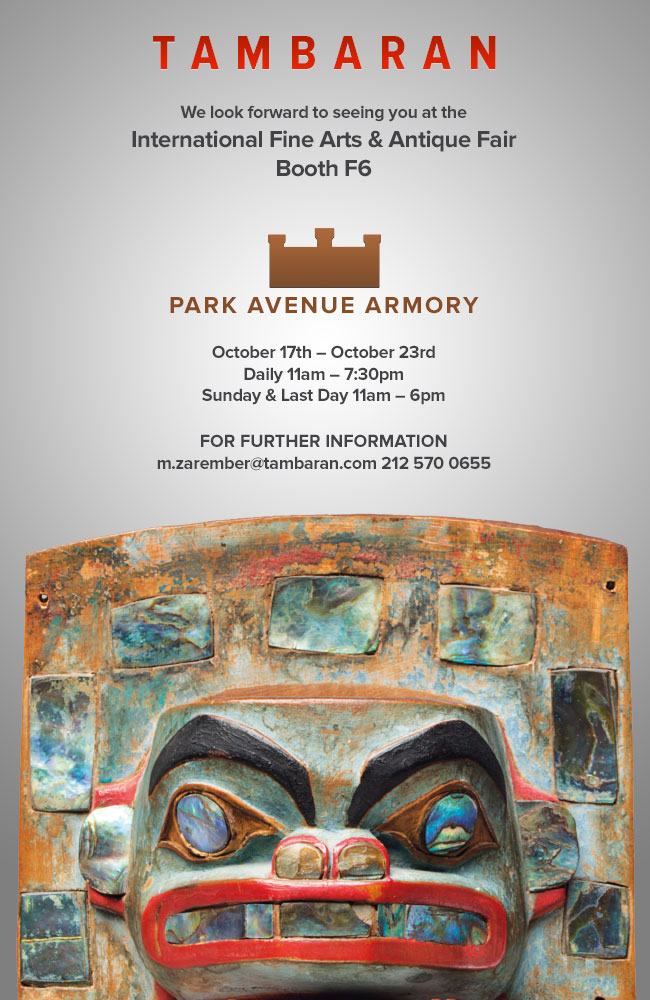 TAMBARAN
We look forward to seeing you at the
International Fine Arts & Antique Fair
Booth F6
PARK AVENUE ARMORY
October 17th – October 23rd
Daily 11am – 7:30pm
Sunday & Last Day 11am – 6pm
FOR FURTHER INFORMATION
m.zarember@tambaran.com 212 570 0655